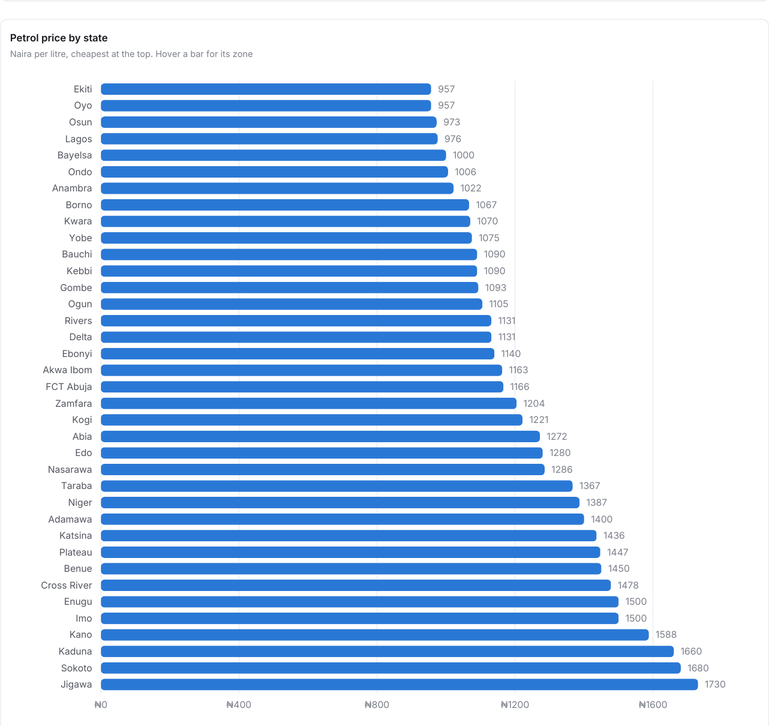 Petrol price by state
Naira per litre, cheapest at the top. Hover a bar for its zone
Ekiti 957
Oyo 957
Osun 973
Lagos 976
Bayelsa 1000
Ondo 1006
Anambra 1022
Borno 1067
Kwara 1070
Yobe 1075
Bauchi 1090
Kebbi 1090
Gombe 1093
Ogun 1105
Rivers 1131
Delta 1131
Ebonyi 1140
Akwa Ibom 1163
FCT Abuja 1166
Zamfara 1204
Kogi 1221
Abia 1272
Edo 1280
Nasarawa 1286
Taraba 1367
Niger 1387
Adamawa 1400
Katsina 1436
Plateau 1447
Benue 1450
Cross River 1478
Enugu 1500
Imo 1500
Kano 1588
Kaduna 1660
Sokoto 1680
Jigawa 1730
₦0 ₦400 ₦800 ₦1200 ₦1600